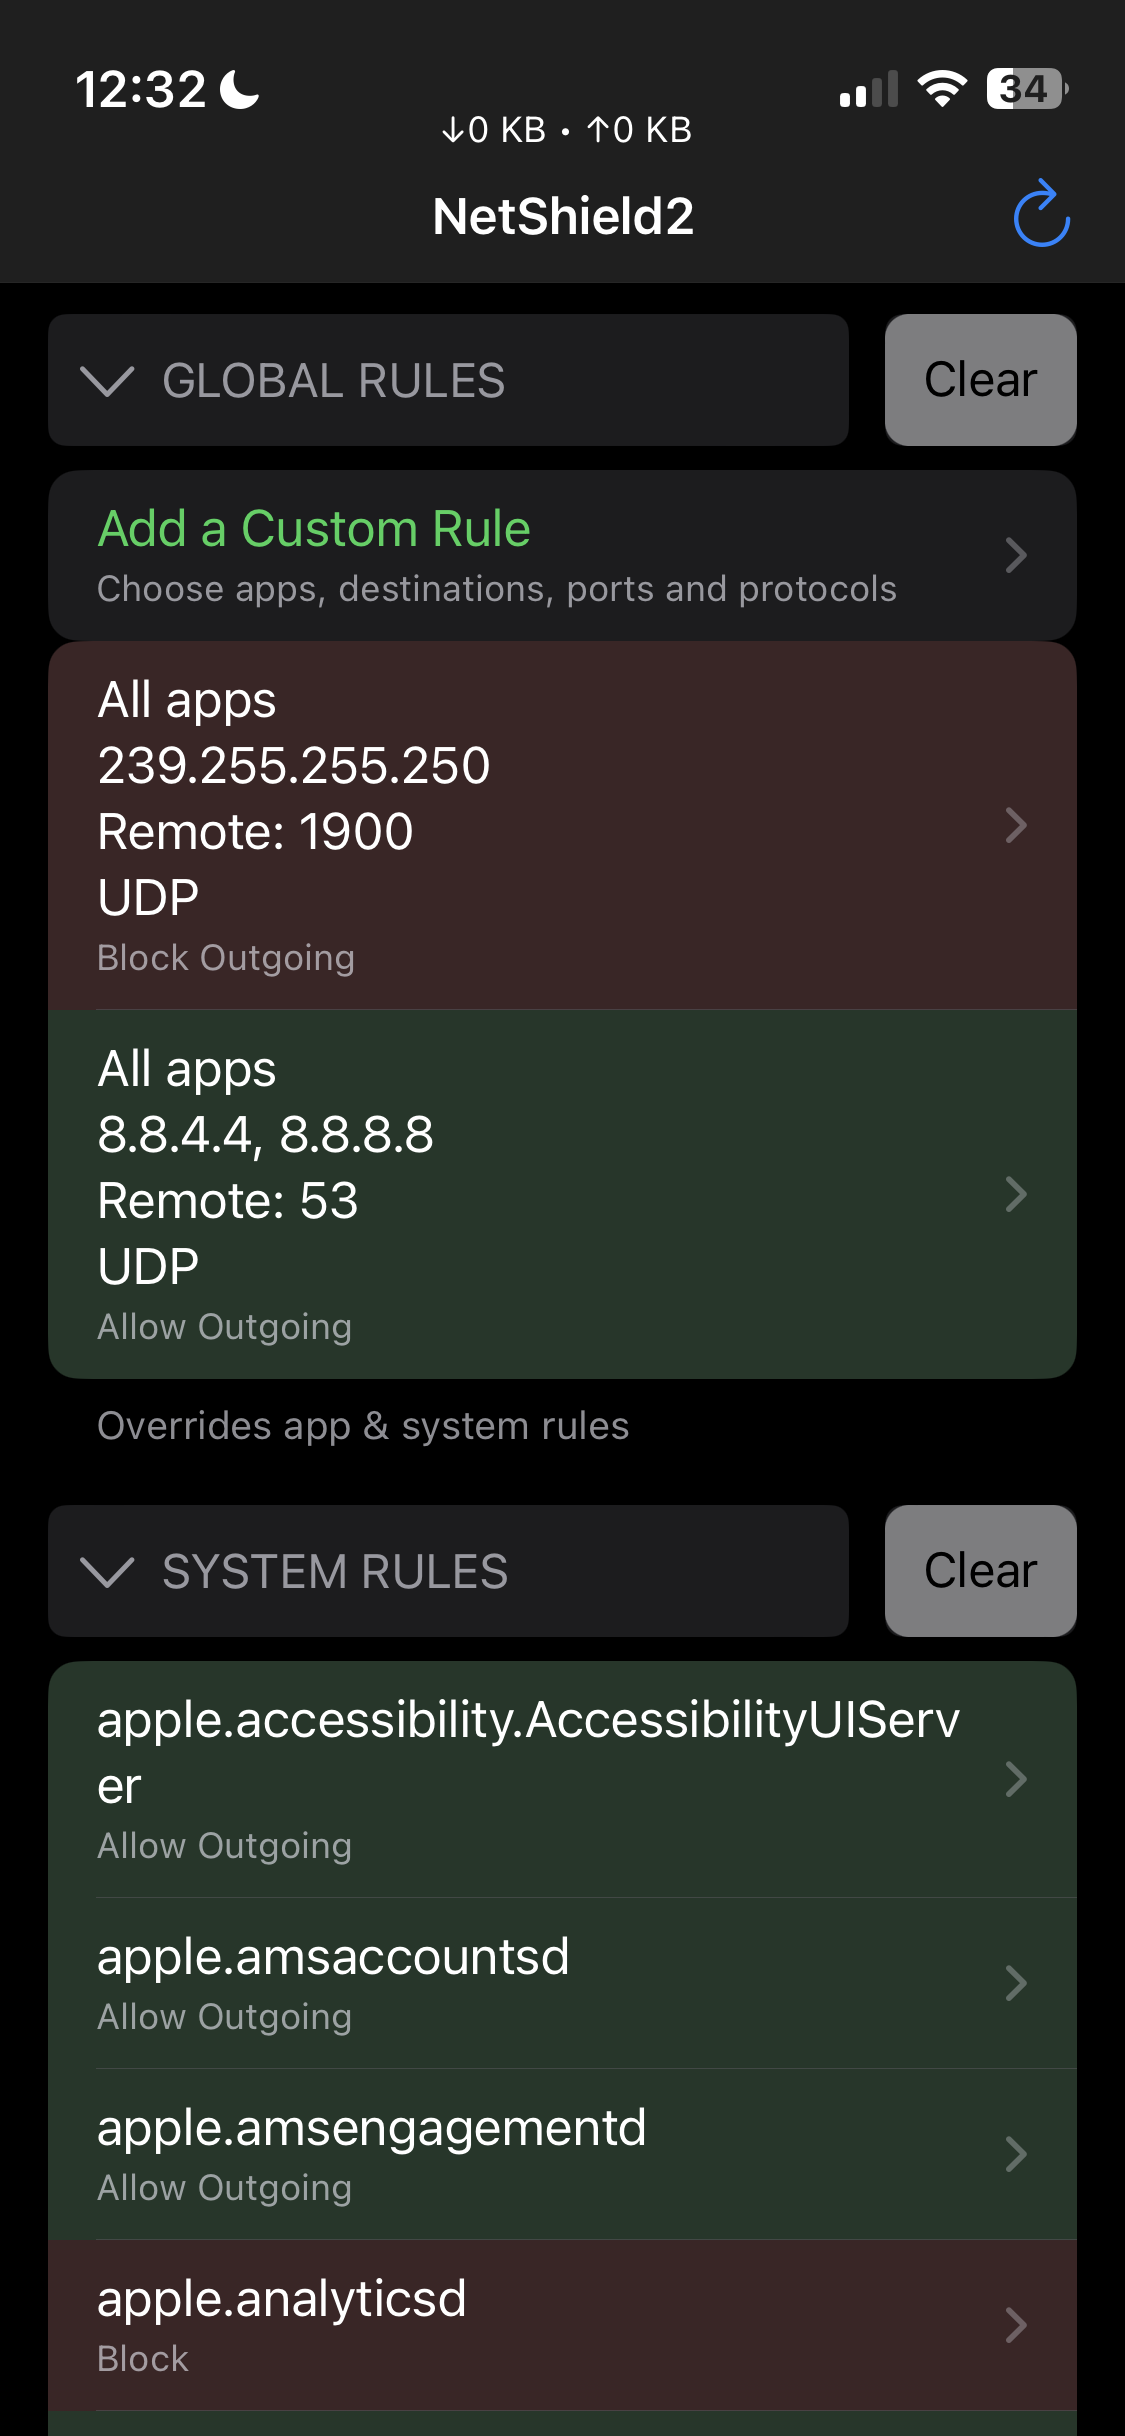 12:32
34
↓0 KB • ↑0 KB
NetShield2
GLOBAL RULES
Clear
Add a Custom Rule
Choose apps, destinations, ports and protocols
All apps
239.255.255.250
Remote: 1900
UDP
Block Outgoing
All apps
8.8.4.4, 8.8.8.8
Remote: 53
UDP
Allow Outgoing
Overrides app & system rules
SYSTEM RULES
Clear
apple.accessibility.AccessibilityUIServ
er
Allow Outgoing
apple.amsaccountsd
Allow Outgoing
apple.amsengagementd
Allow Outgoing
apple.analyticsd
Block